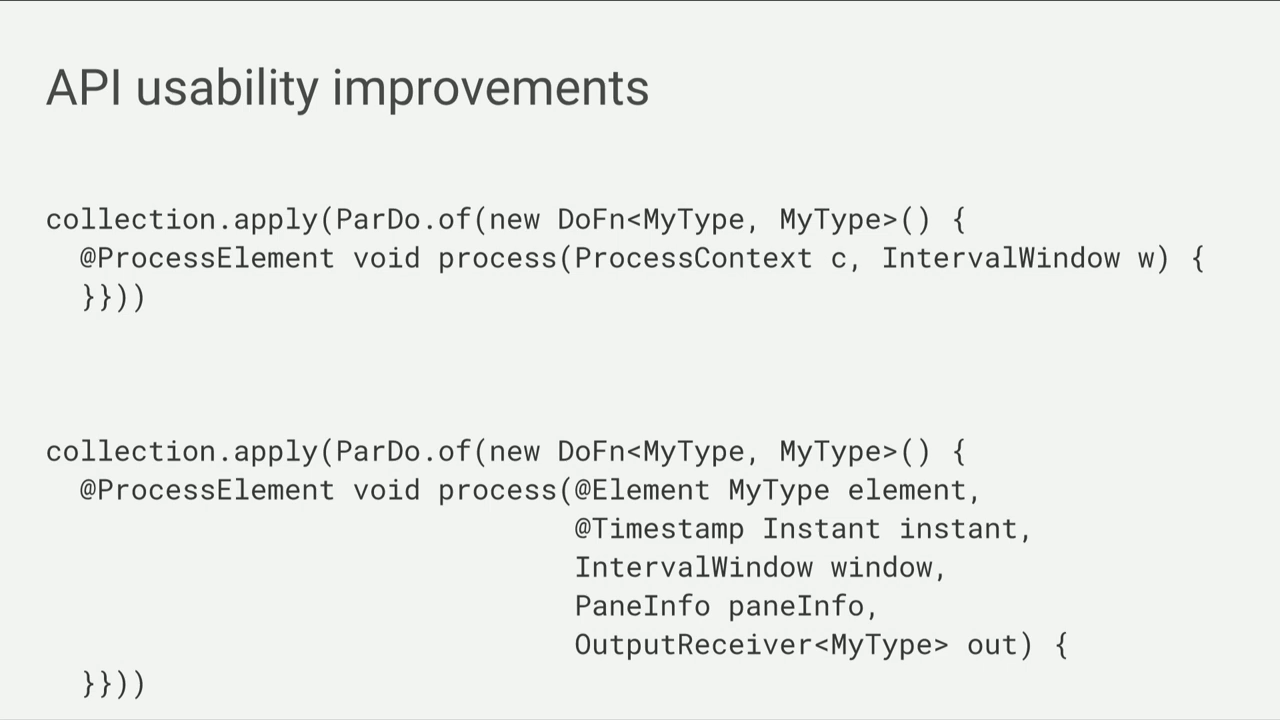 API usability improvements
collection.apply(ParDo.of(new DoFn<MyType, MyType>() {
  @ProcessElement void process(ProcessContext c, IntervalWindow w) {
  }}))
collection.apply(ParDo.of(new DoFn<MyType, MyType>() {
  @ProcessElement void process(@Element MyType element,
                               @Timestamp Instant instant,
                               IntervalWindow window,
                               PaneInfo paneInfo,
                               OutputReceiver<MyType> out) {
  }}))